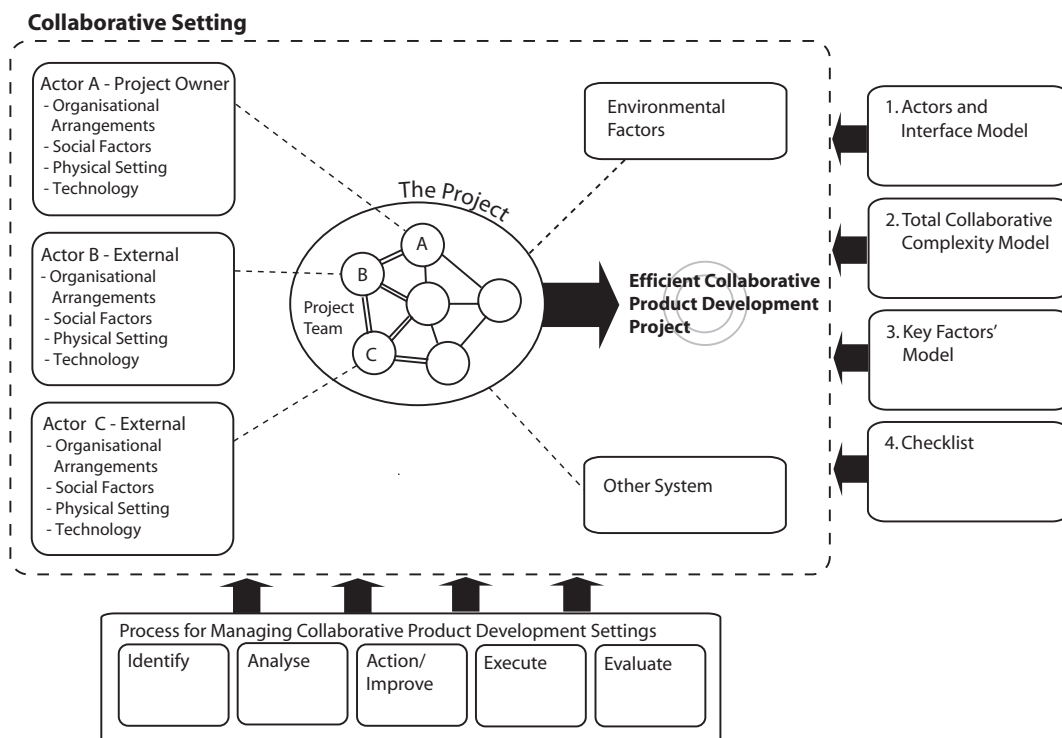 Collaborative Setting
Actor A - Project Owner
- Organisational
Arrangements
- Social Factors
- Physical Setting
- Technology
Actor B - External
- Organisational
Arrangements
- Social Factors
- Physical Setting
- Technology
Actor C - External
- Organisational
Arrangements
- Social Factors
- Physical Setting
- Technology
The Project
A
B
C
Project
Team
Environmental
Factors
Efficient Collaborative
Product Development
Project
Other System
1. Actors and
Interface Model
2. Total Collaborative
Complexity Model
3. Key Factors’
Model
4. Checklist
Process for Managing Collaborative Product Development Settings
Identify
Analyse
Action/
Improve
Execute
Evaluate